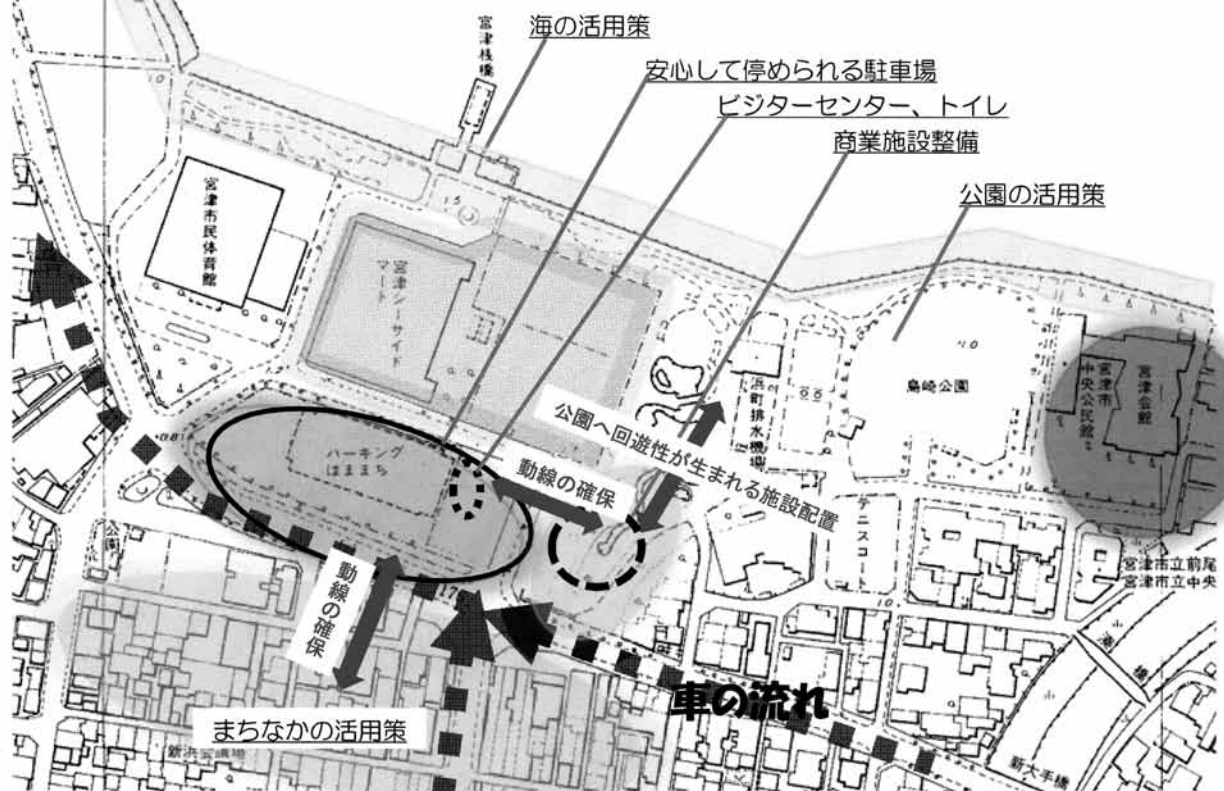 海の活用策
宮津桟橋
安心して停められる駐車場
ビジターセンター、トイレ
商業施設整備
公園の活用策
10
15
宮津市民体育館
宮津シーサイド
マート
浜町排水機場
島崎公園
10
宮津市
中央公民館
宮津会館
公園へ回遊性が生まれる施設配置
パーキング
はままち
動線の確保
テニスコート
公園
動線の確保
宮津市立前尾
宮津市立中央
10
車の流れ
まちなかの活用策
新大手橋